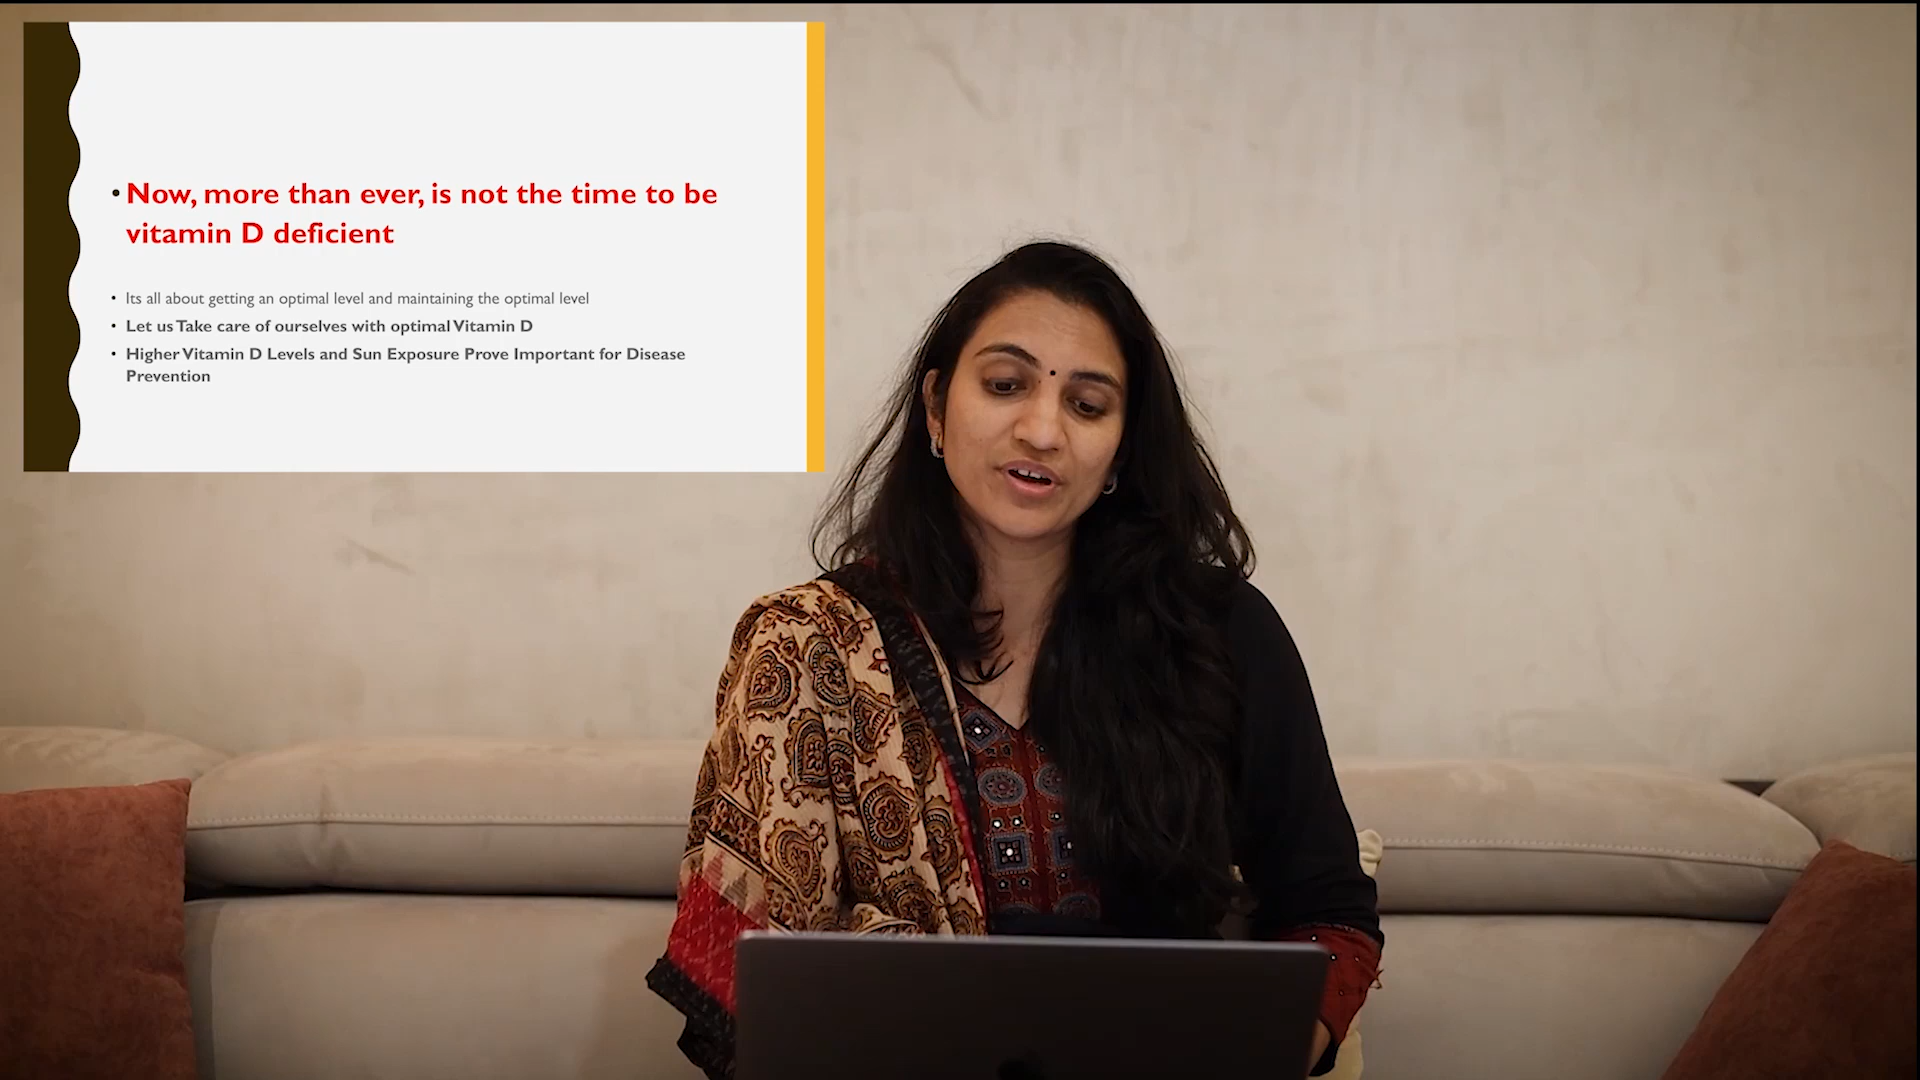 • Now, more than ever, is not the time to be
vitamin D deficient
• Its all about getting an optimal level and maintaining the optimal level
• Let us Take care of ourselves with optimal Vitamin D
• Higher Vitamin D Levels and Sun Exposure Prove Important for Disease
Prevention